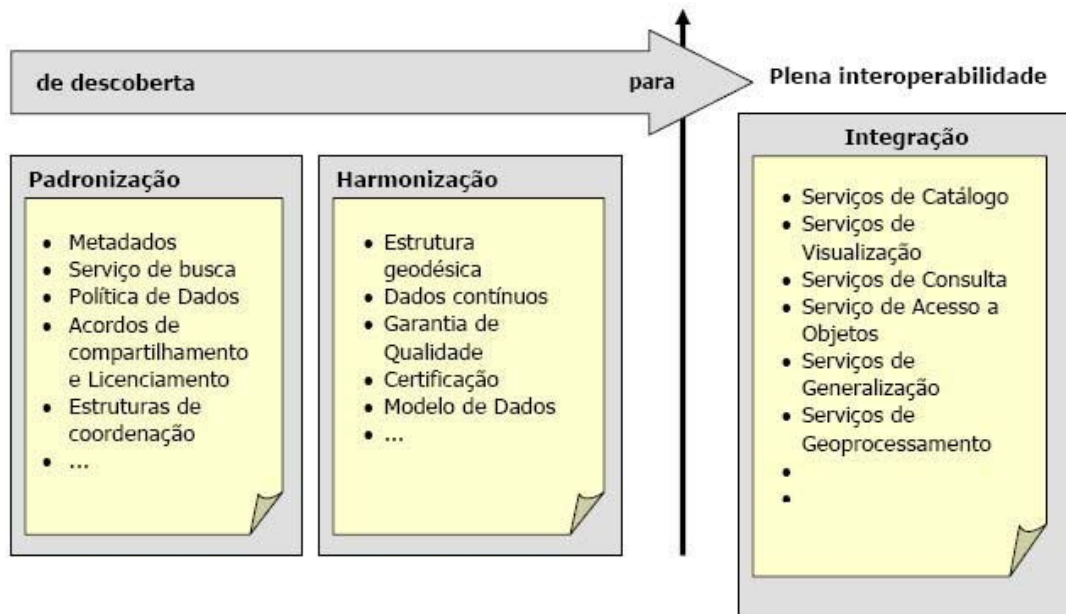 de descoberta
para
Plena interoperabilidade
Padronização
• Metadados
• Serviço de busca
• Política de Dados
• Acordos de
compartilhamento
e Licenciamento
• Estruturas de
coordenação
• ...
Harmonização
• Estrutura
geodésica
• Dados contínuos
• Garantia de
Qualidade
• Certificação
• Modelo de Dados
• ...
Integração
• Serviços de Catálogo
• Serviços de
Visualização
• Serviços de Consulta
• Serviço de Acesso a
Objetos
• Serviços de
Generalização
• Serviços de
Geoprocessamento
•
•